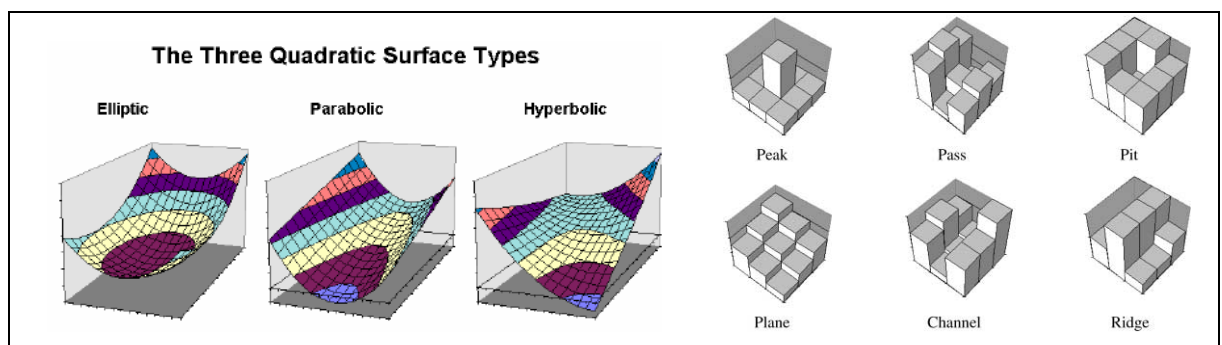 The Three Quadratic Surface Types
Elliptic Parabolic Hyperbolic
Peak Pass Pit
Plane Channel Ridge